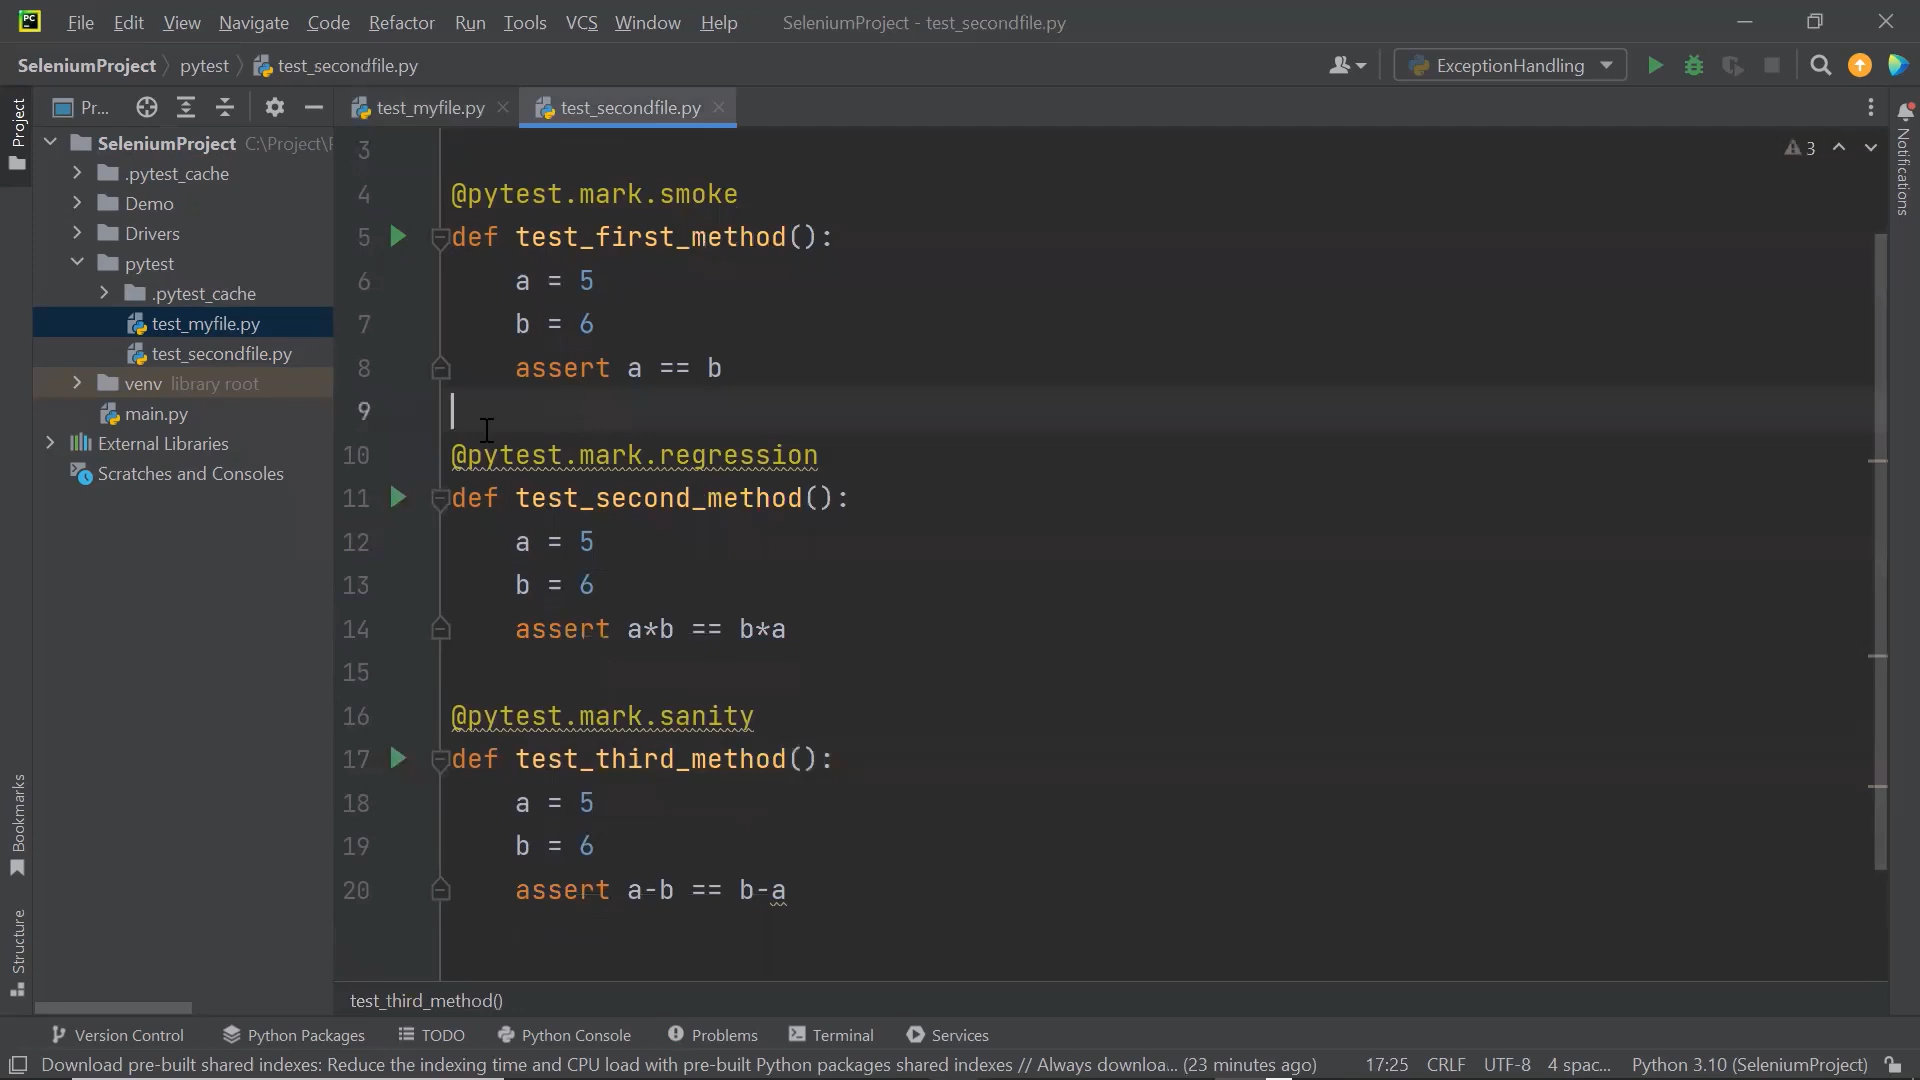 PC File Edit View Navigate Code Refactor Run Tools VCS Window Help SeleniumProject - test_secondfile.py
SeleniumProject pytest test_secondfile.py ExceptionHandling
Project
Pr...
test_myfile.py test_secondfile.py
Notifications
SeleniumProject C:\Project\
.pytest_cache
Demo
Drivers
pytest
.pytest_cache
test_myfile.py
test_secondfile.py
venv library root
main.py
External Libraries
Scratches and Consoles
3
3
4 @pytest.mark.smoke
5 def test_first_method():
6 a = 5
7 b = 6
8 assert a == b
9
10 @pytest.mark.regression
11 def test_second_method():
12 a = 5
13 b = 6
14 assert a*b == b*a
15
16 @pytest.mark.sanity
17 def test_third_method():
18 a = 5
19 b = 6
20 assert a-b == b-a
Bookmarks
Structure
test_third_method()
Version Control Python Packages TODO Python Console Problems Terminal Services
Download pre-built shared indexes: Reduce the indexing time and CPU load with pre-built Python packages shared indexes // Always downloa... (23 minutes ago) 17:25 CRLF UTF-8 4 spac... Python 3.10 (SeleniumProject)